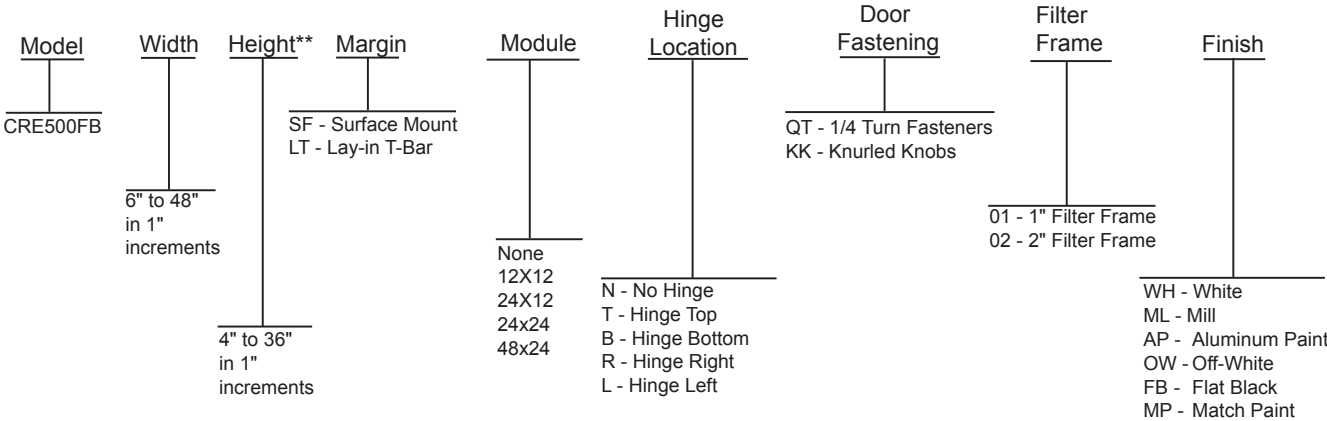 Model
Width
Height**
Margin
Module
Hinge
Location
Door
Fastening
Filter
Frame
Finish
CRE500FB
6" to 48"
in 1"
increments
4" to 36"
in 1"
increments
SF - Surface Mount
LT - Lay-in T-Bar
None
12X12
24X12
24x24
48x24
N - No Hinge
T - Hinge Top
B - Hinge Bottom
R - Hinge Right
L - Hinge Left
QT - 1/4 Turn Fasteners
KK - Knurled Knobs
01 - 1" Filter Frame
02 - 2" Filter Frame
WH - White
ML - Mill
AP - Aluminum Paint
OW - Off-White
FB - Flat Black
MP - Match Paint